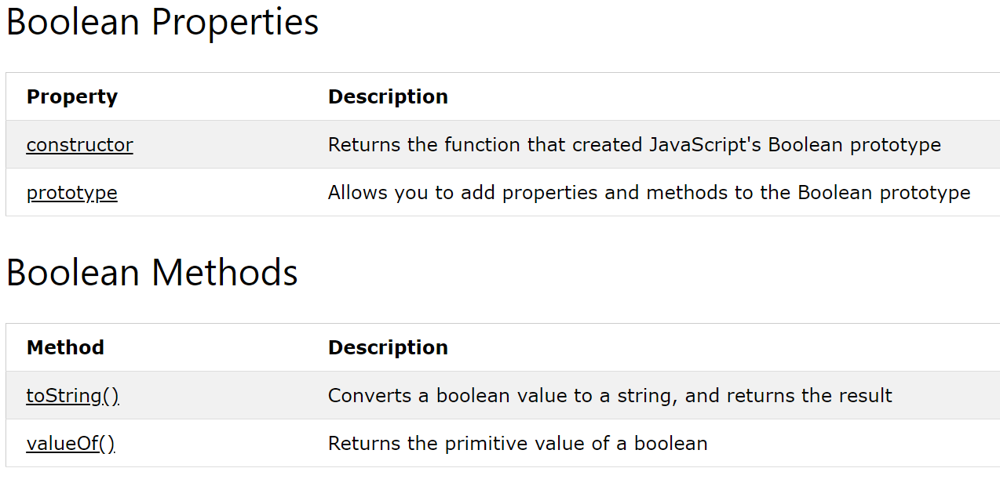 Boolean Properties
Property Description
constructor Returns the function that created JavaScript's Boolean prototype
prototype Allows you to add properties and methods to the Boolean prototype
Boolean Methods
Method Description
toString() Converts a boolean value to a string, and returns the result
valueOf() Returns the primitive value of a boolean